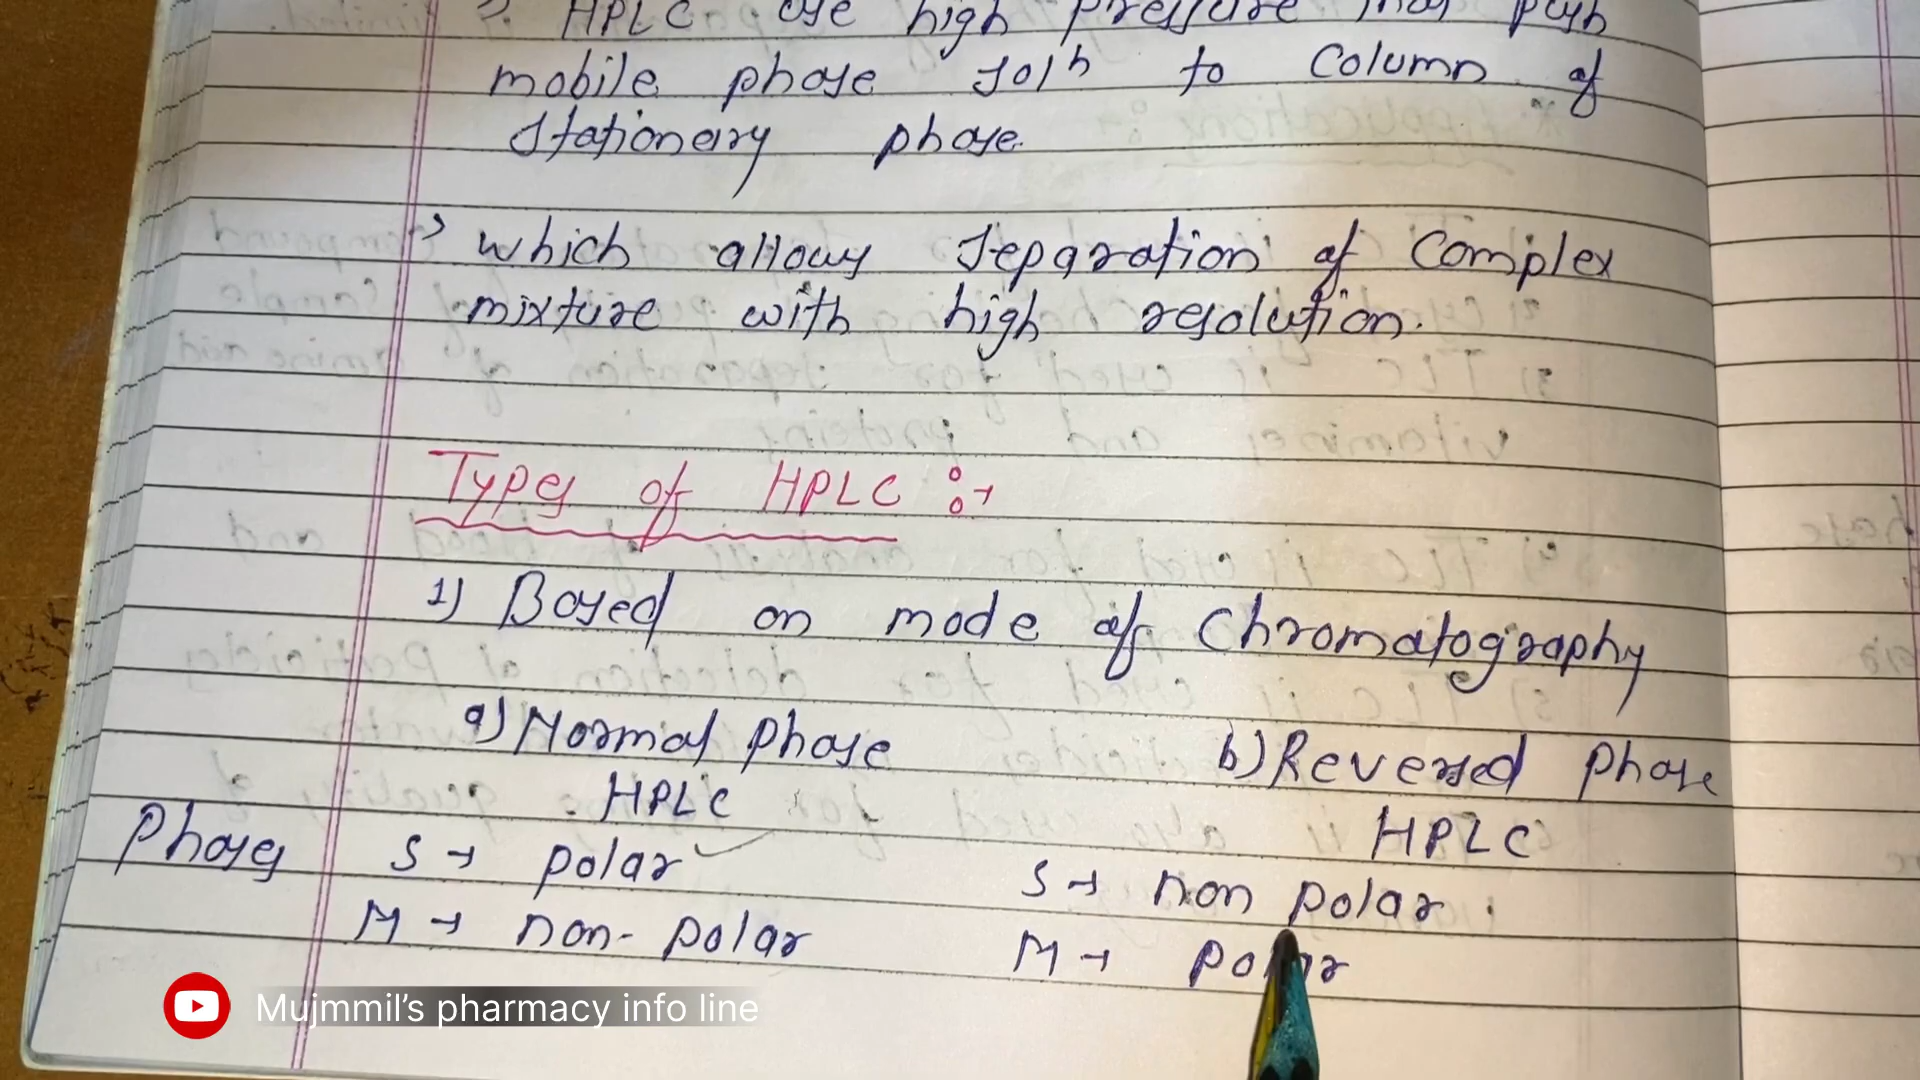 HPLC use high pressure that push
mobile phase soln to Column of
Stationary phase.
which allows Separation of Complex
mixture with high resolution.
Types of HPLC :-
1) Based on mode of Chromatography
a) Normal phase
HPLC
b) Reversed phase
HPLC
Phases
S → polar
M → non-polar
S → non polar
M → polar
Mujmmil's pharmacy info line